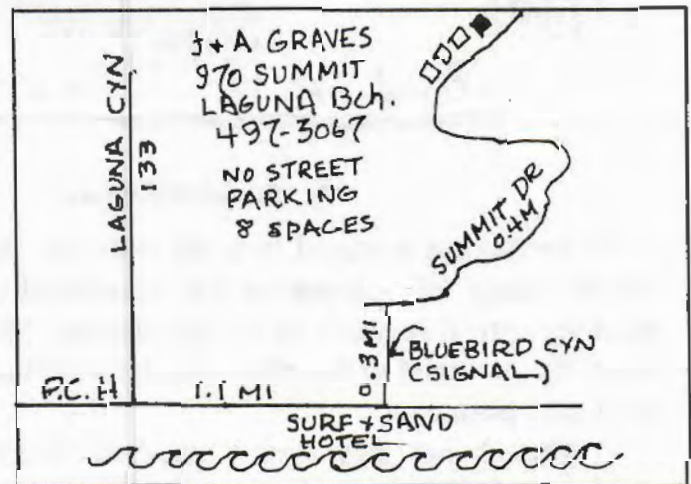 J + A. GRAVES
970 SUMMIT
LAGUNA Bch.
497-3067
NO STREET
PARKING
8 SPACES
LAGUNA CYN
133
SUMMIT DR
0.4 M
0.3 MI
BLUEBIRD CYN
(SIGNAL)
P.C.H
1.1 MI
SURF + SAND
HOTEL